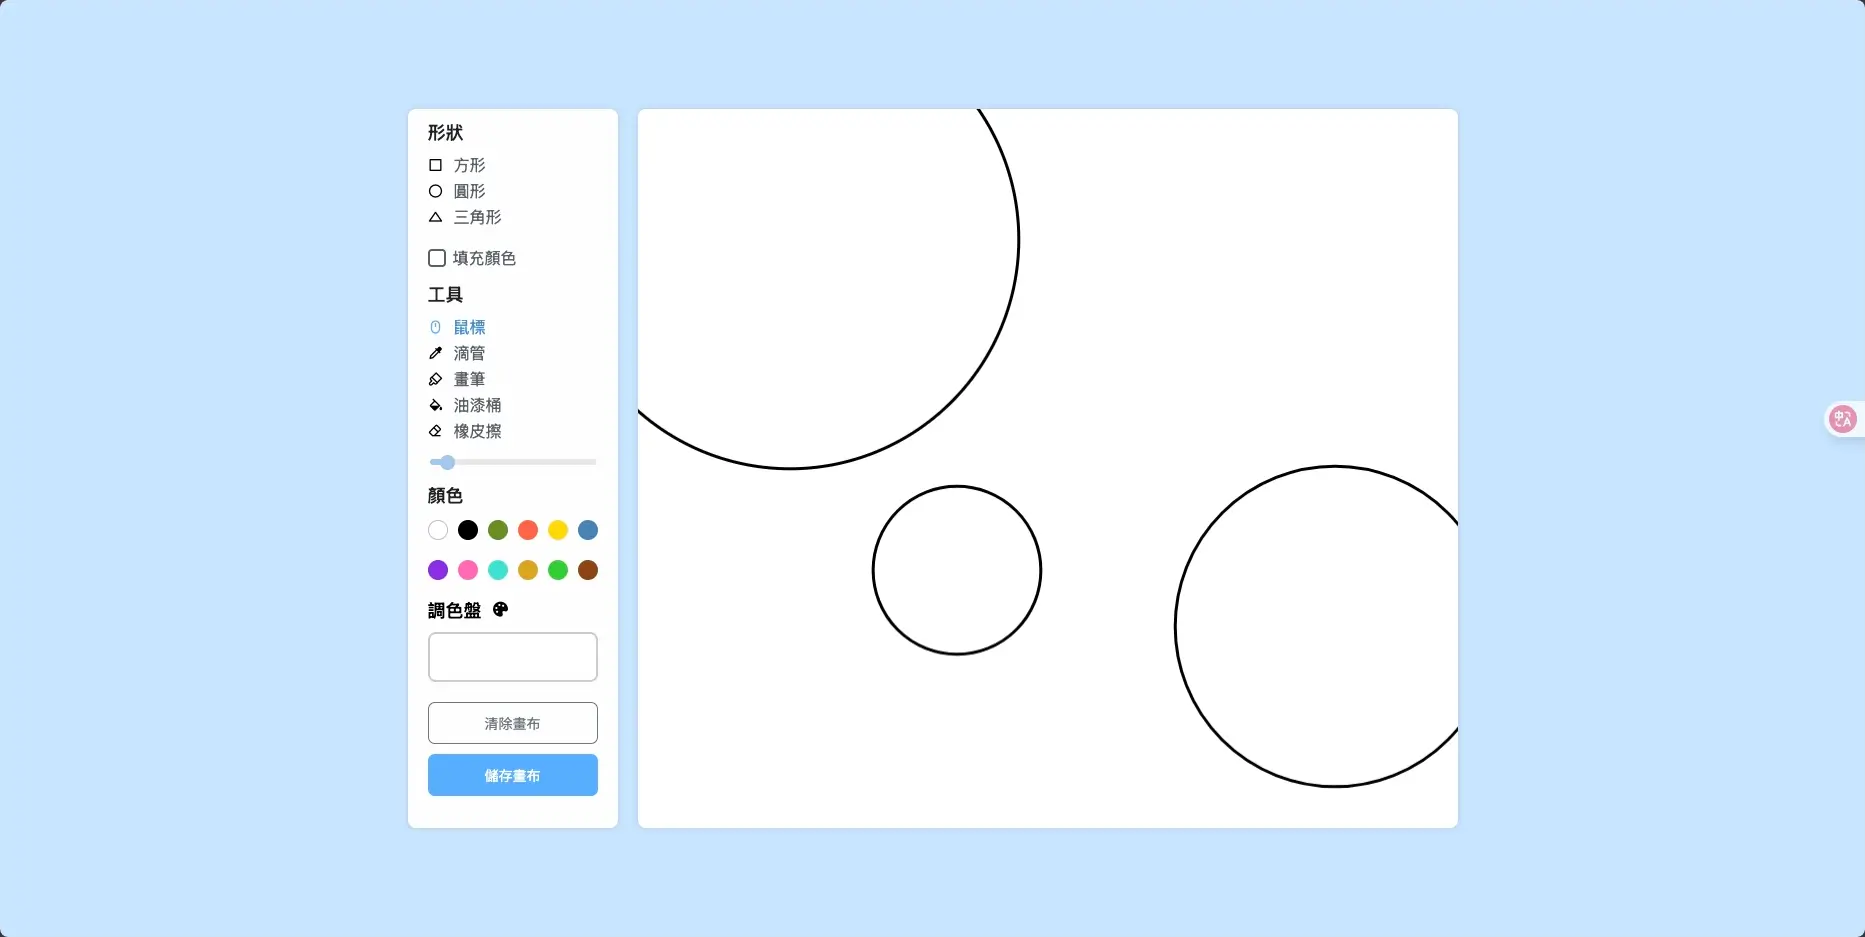 形狀
方形
圓形
三角形
填充顏色
工具
鼠標
滴管
畫筆
油漆桶
橡皮擦
顏色
調色盤
清除畫布
儲存畫布
中A